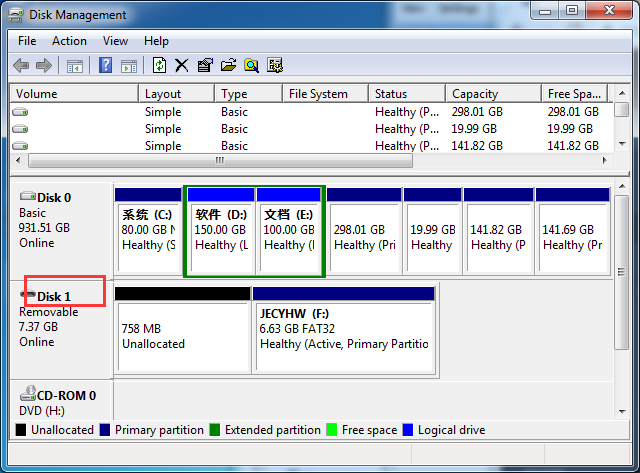 Disk Management
File Action View Help
Volume Layout Type File System Status Capacity Free Spa...
Simple Basic Healthy (P... 298.01 GB 298.01 GB
Simple Basic Healthy (P... 19.99 GB 19.99 GB
Simple Basic Healthy (P... 141.82 GB 141.82 GB
Disk 0
Basic
931.51 GB
Online
系统 (C:)
80.00 GB N
Healthy (S
软件 (D:)
150.00 GB
Healthy (L
文档 (E:)
100.00 GB
Healthy (I
298.01 GB
Healthy (Pri
19.99 GB
Healthy (
141.82 GB
Healthy (P
141.69 GB
Healthy (Pr
Disk 1
Removable
7.37 GB
Online
758 MB
Unallocated
JECYHW (F:)
6.63 GB FAT32
Healthy (Active, Primary Partitio
CD-ROM 0
DVD (H:)
Unallocated Primary partition Extended partition Free space Logical drive